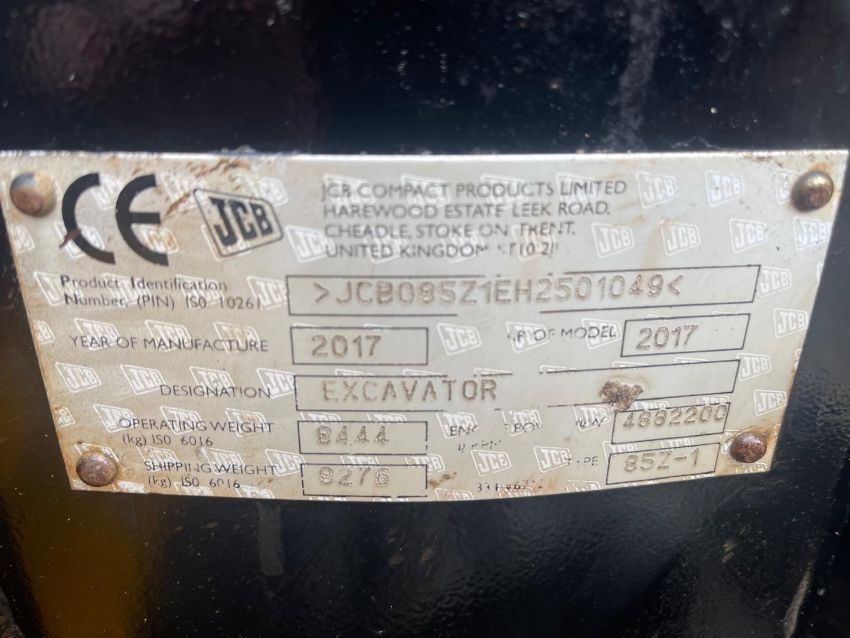 CE
JCB
JCB COMPACT PRODUCTS LIMITED
HAREWOOD ESTATE LEEK ROAD,
CHEADLE, STOKE ON TRENT,
UNITED KINGDOM
Product Identification
Number, (PIN) ISO 10261
>JCB085Z1EH2501049<
YEAR OF MANUFACTURE 2017 OF MODEL 2017
DESIGNATION EXCAVATOR
OPERATING WEIGHT
(kg) ISO 6016
8444 4882200
SHIPPING WEIGHT
(kg) ISO 6016
8276 85Z-1